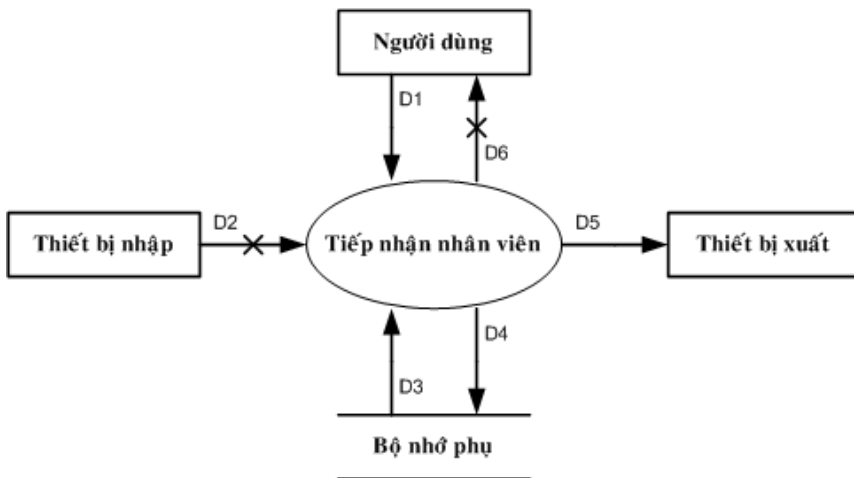 Người dùng
D1
D6
D2
Thiết bị nhập
Tiếp nhận nhân viên
D5
Thiết bị xuất
D4
D3
Bộ nhớ phụ